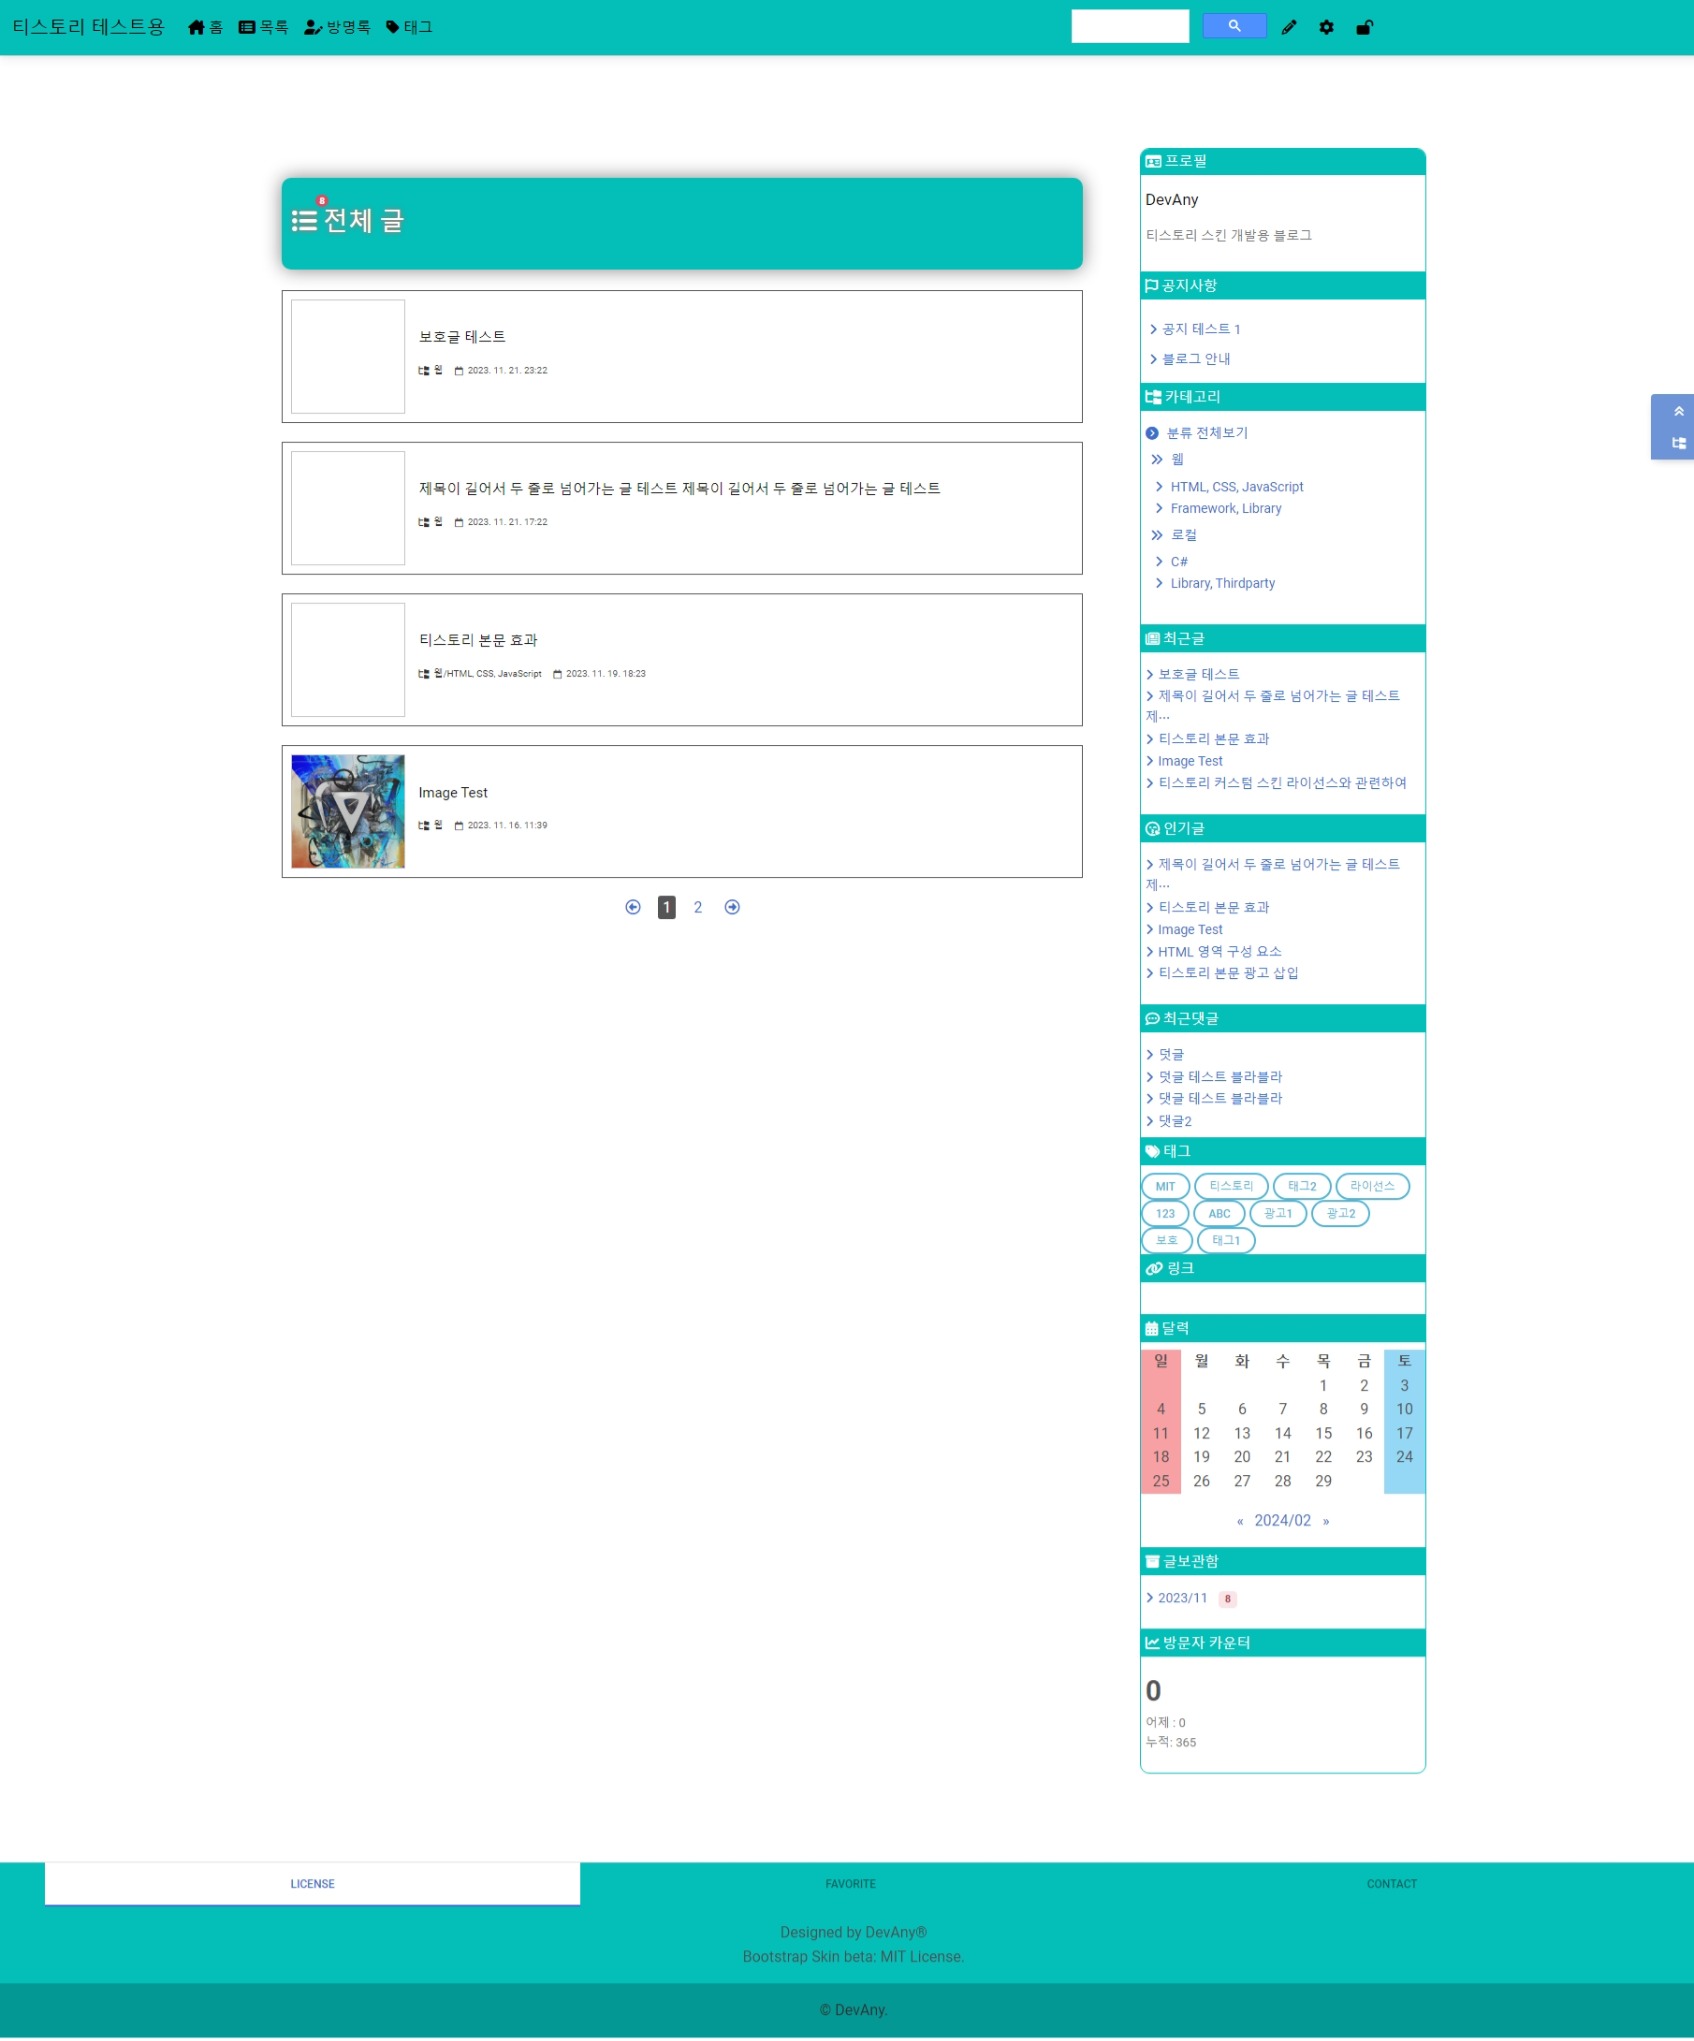 티스토리 테스트용 홈 목록 방명록 태그
8
전체 글
보호글 테스트
웹 2023. 11. 21. 23:22
제목이 길어서 두 줄로 넘어가는 글 테스트 제목이 길어서 두 줄로 넘어가는 글 테스트
웹 2023. 11. 21. 17:22
티스토리 본문 효과
웹/HTML, CSS, JavaScript 2023. 11. 19. 18:23
Image Test
웹 2023. 11. 16. 11:39
1 2
프로필
DevAny
티스토리 스킨 개발용 블로그
공지사항
공지 테스트 1
블로그 안내
카테고리
분류 전체보기
웹
HTML, CSS, JavaScript
Framework, Library
로컬
C#
Library, Thirdparty
최근글
보호글 테스트
제목이 길어서 두 줄로 넘어가는 글 테스트
제…
티스토리 본문 효과
Image Test
티스토리 커스텀 스킨 라이선스와 관련하여
인기글
제목이 길어서 두 줄로 넘어가는 글 테스트
제…
티스토리 본문 효과
Image Test
HTML 영역 구성 요소
티스토리 본문 광고 삽입
최근댓글
덧글
덧글 테스트 블라블라
댓글 테스트 블라블라
댓글2
태그
MIT 티스토리 태그2 라이선스
123 ABC 광고1 광고2
보호 태그1
링크
달력
일 월 화 수 목 금 토
1 2 3
4 5 6 7 8 9 10
11 12 13 14 15 16 17
18 19 20 21 22 23 24
25 26 27 28 29
« 2024/02 »
글보관함
2023/11 8
방문자 카운터
0
어제 : 0
누적: 365
LICENSE FAVORITE CONTACT
Designed by DevAny®
Bootstrap Skin beta: MIT License.
© DevAny.